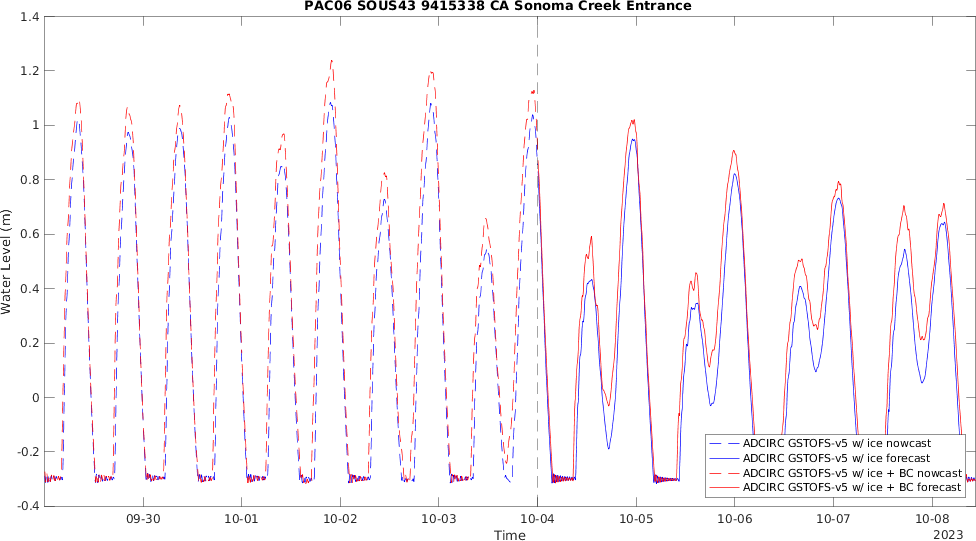 PAC06 SOUS43 9415338 CA Sonoma Creek Entrance
1.4
1.2
1
0.8
0.6
0.4
0.2
0
-0.2
-0.4
Water Level (m)
ADCIRC GSTOFS-v5 w/ ice nowcast
ADCIRC GSTOFS-v5 w/ ice forecast
ADCIRC GSTOFS-v5 w/ ice + BC nowcast
ADCIRC GSTOFS-v5 w/ ice + BC forecast
09-30 10-01 10-02 10-03 10-04 10-05 10-06 10-07 10-08
Time 2023